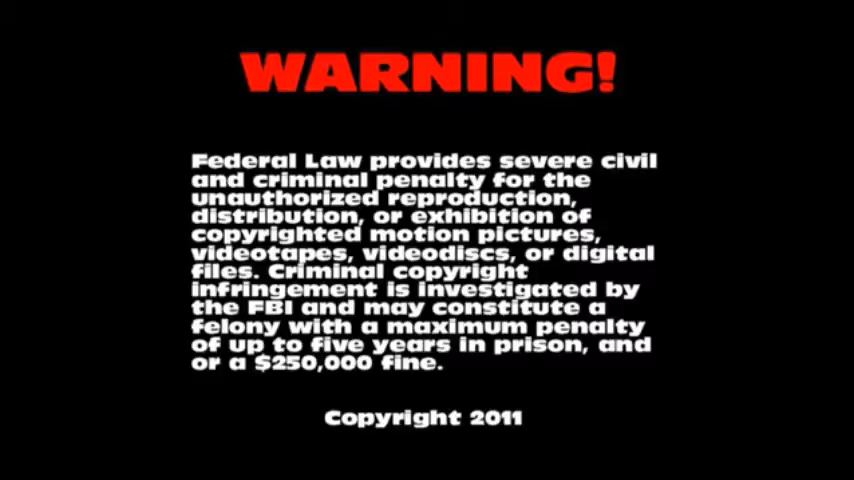 WARNING!
Federal Law provides severe civil
and criminal penalty for the
unauthorized reproduction,
distribution, or exhibition of
copyrighted motion pictures,
videotapes, videodiscs, or digital
files. Criminal copyright
infringement is investigated by
the FBI and may constitute a
felony with a maximum penalty
of up to five years in prison, and
or a $250,000 fine.
Copyright 2011